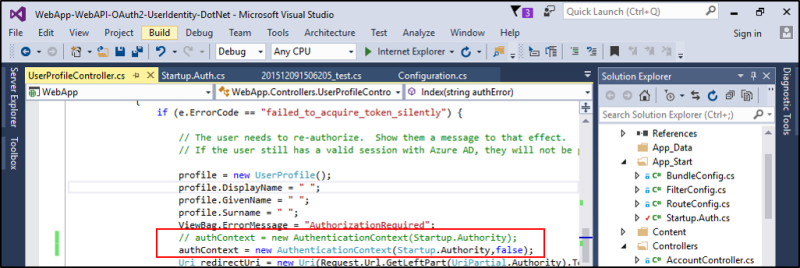 WebApp-WebAPI-OAuth2-UserIdentity-DotNet - Microsoft Visual Studio
3
Quick Launch (Ctrl+Q)
File Edit View Project Build Debug Team Tools Architecture Test Analyze Window Help Sign in
Debug Any CPU Internet Explorer
UserProfileController.cs Startup.Auth.cs 201512091506205_test.cs Configuration.cs
WebApp WebApp.Controllers.UserProfileContro Index(string authError)
{
if (e.ErrorCode == "failed_to_acquire_token_silently") {
// The user needs to re-authorize. Show them a message to that effect.
// If the user still has a valid session with Azure AD, they will not be
profile = new UserProfile();
profile.DisplayName = " ";
profile.GivenName = " ";
profile.Surname = " ";
ViewBag.ErrorMessage = "AuthorizationRequired";
// authContext = new AuthenticationContext(Startup.Authority);
authContext = new AuthenticationContext(Startup.Authority,false);
Uri redirectUri = new Uri(Request.Url.GetLeftPart(UriPartial.Authority).T
Server Explorer
Toolbox
Solution Explorer
Search Solution Explorer (Ctrl+;)
References
App_Data
App_Start
C# BundleConfig.cs
C# FilterConfig.cs
C# RouteConfig.cs
C# Startup.Auth.cs
Content
Controllers
C# AccountController.cs
Diagnostic Tools